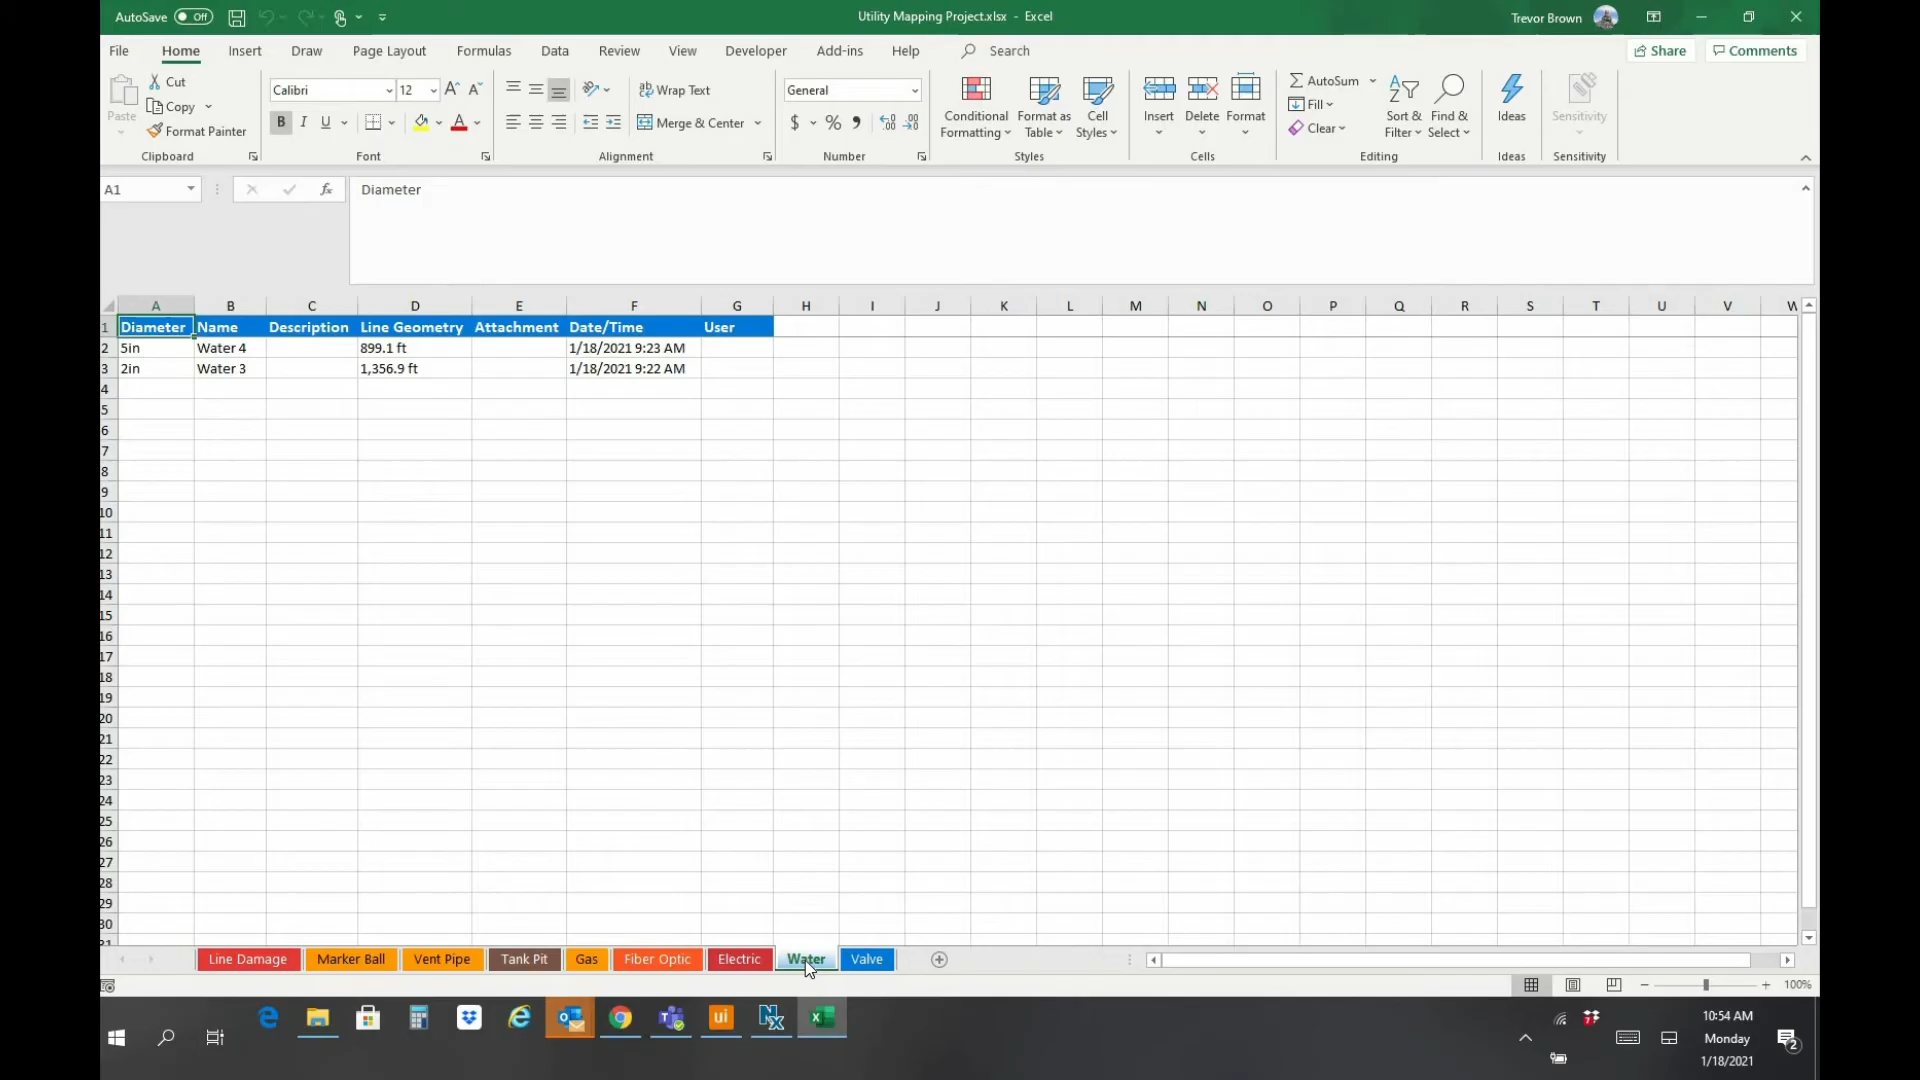 AutoSave Off
Utility Mapping Project.xlsx - Excel
Trevor Brown
File Home Insert Draw Page Layout Formulas Data Review View Developer Add-ins Help Search
Share Comments
Paste
Cut
Copy
Format Painter
Clipboard
Calibri 12
B I U
Font
Wrap Text
Merge & Center
Alignment
General
$ % ,
Number
Conditional Formatting
Format as Table
Cell Styles
Styles
Insert Delete Format
Cells
AutoSum
Fill
Clear
Sort & Filter
Find & Select
Editing
Ideas
Ideas
Sensitivity
Sensitivity
A1 fx Diameter
A B C D E F G H I J K L M N O P Q R S T U V W
1 Diameter Name Description Line Geometry Attachment Date/Time User
2 5in Water 4 899.1 ft 1/18/2021 9:23 AM
3 2in Water 3 1,356.9 ft 1/18/2021 9:22 AM
4
5
6
7
8
9
10
11
12
13
14
15
16
17
18
19
20
21
22
23
24
25
26
27
28
29
30
31
Line Damage Marker Ball Vent Pipe Tank Pit Gas Fiber Optic Electric Water Valve
100%
10:54 AM
Monday
1/18/2021
2